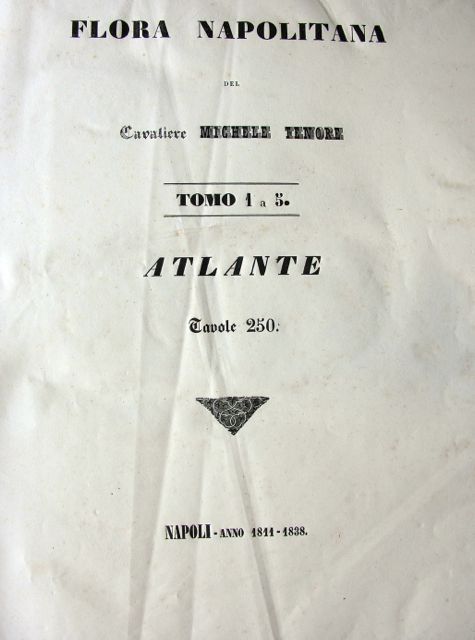 FLORA NAPOLITANA
DEL
Cavaliere MICHELE TENORE
TOMO 1 a 5.
ATLANTE
Tavole 250.
NAPOLI - ANNO 1811 - 1838.